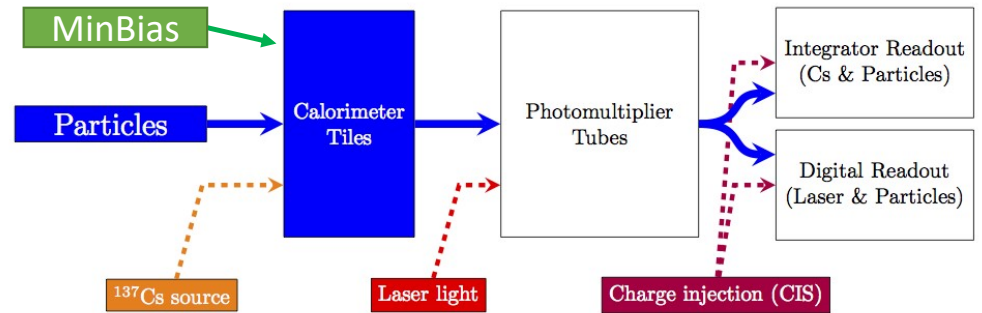 MinBias
Particles
Calorimeter
Tiles
Photomultiplier
Tubes
Integrator Readout
(Cs & Particles)
Digital Readout
(Laser & Particles)
¹³⁷Cs source
Laser light
Charge injection (CIS)